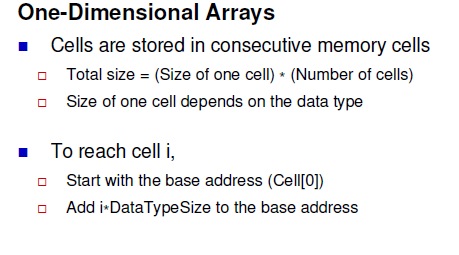 One-Dimensional Arrays
Cells are stored in consecutive memory cells
Total size = (Size of one cell) * (Number of cells)
Size of one cell depends on the data type
To reach cell i,
Start with the base address (Cell[0])
Add i*DataTypeSize to the base address